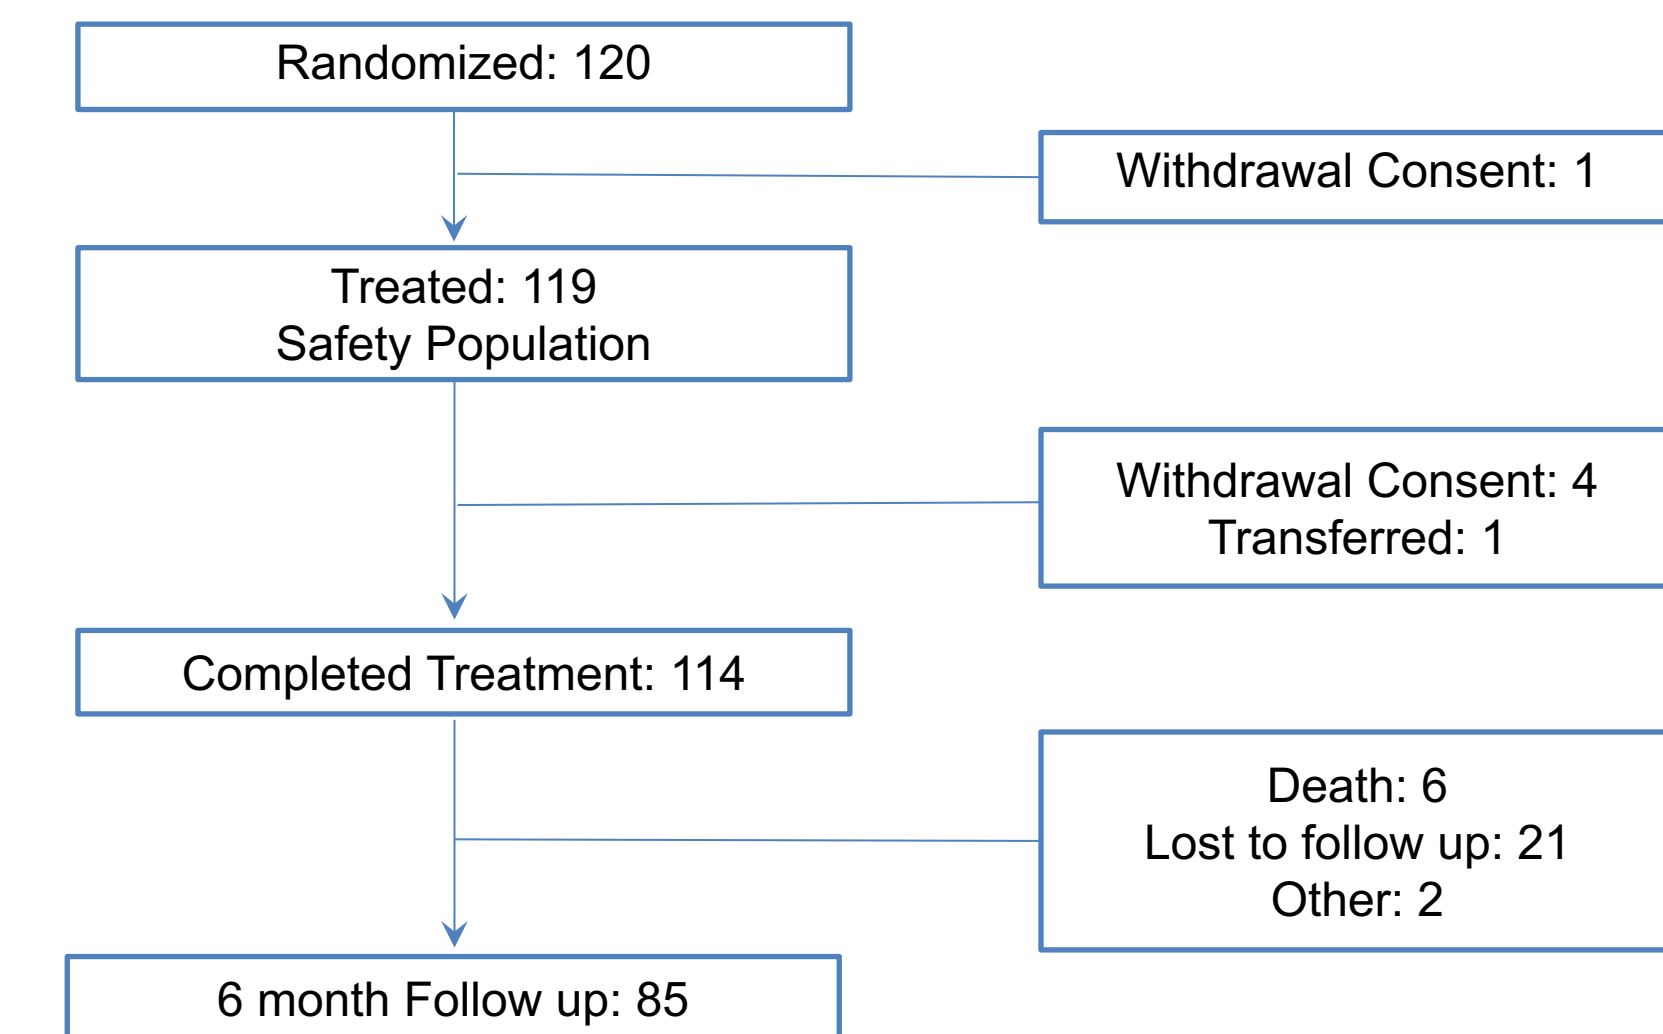 Randomized: 120
Withdrawal Consent: 1
Treated: 119
Safety Population
Withdrawal Consent: 4
Transferred: 1
Completed Treatment: 114
Death: 6
Lost to follow up: 21
Other: 2
6 month Follow up: 85